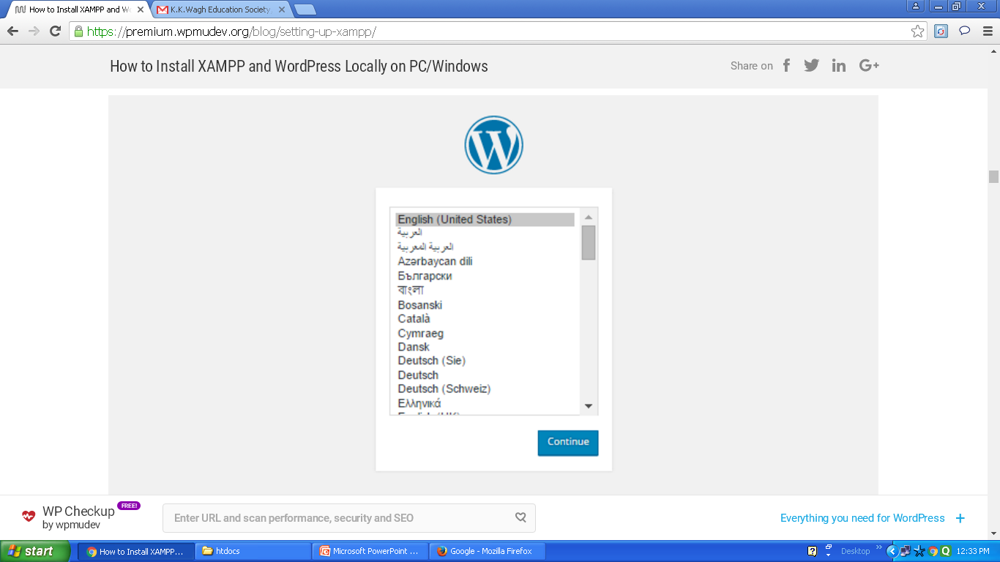 How to Install XAMPP and Wo
K.K.Wagh Education Society
https://premium.wpmudev.org/blog/setting-up-xampp/
How to Install XAMPP and WordPress Locally on PC/Windows
Share on
English (United States)
العربية
العربية المغربية
Azərbaycan dili
Български
বাংলা
Bosanski
Català
Cymraeg
Dansk
Deutsch (Sie)
Deutsch
Deutsch (Schweiz)
Ελληνικά
English (UK)
Continue
WP Checkup FREE!
by wpmudev
Enter URL and scan performance, security and SEO
Everything you need for WordPress +
start
How to Install XAMPP...
htdocs
Microsoft PowerPoint ...
Google - Mozilla Firefox
Desktop
12:33 PM